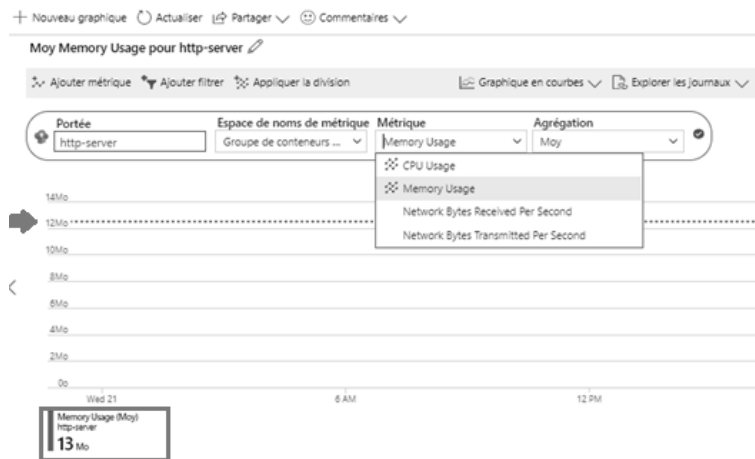 Nouveau graphique Actualiser Partager Commentaires
Moy Memory Usage pour http-server
Ajouter métrique Ajouter filtrer Appliquer la division Graphique en courbes Explorer les journaux
Portée Espace de noms de métrique Métrique Agrégation
http-server Groupe de conteneurs ... Memory Usage Moy
CPU Usage
Memory Usage
Network Bytes Received Per Second
Network Bytes Transmitted Per Second
14Mo
12Mo
10Mo
8Mo
6Mo
4Mo
2Mo
0o
Wed 21 6 AM 12 PM
Memory Usage (Moy)
http-server
13 Mo